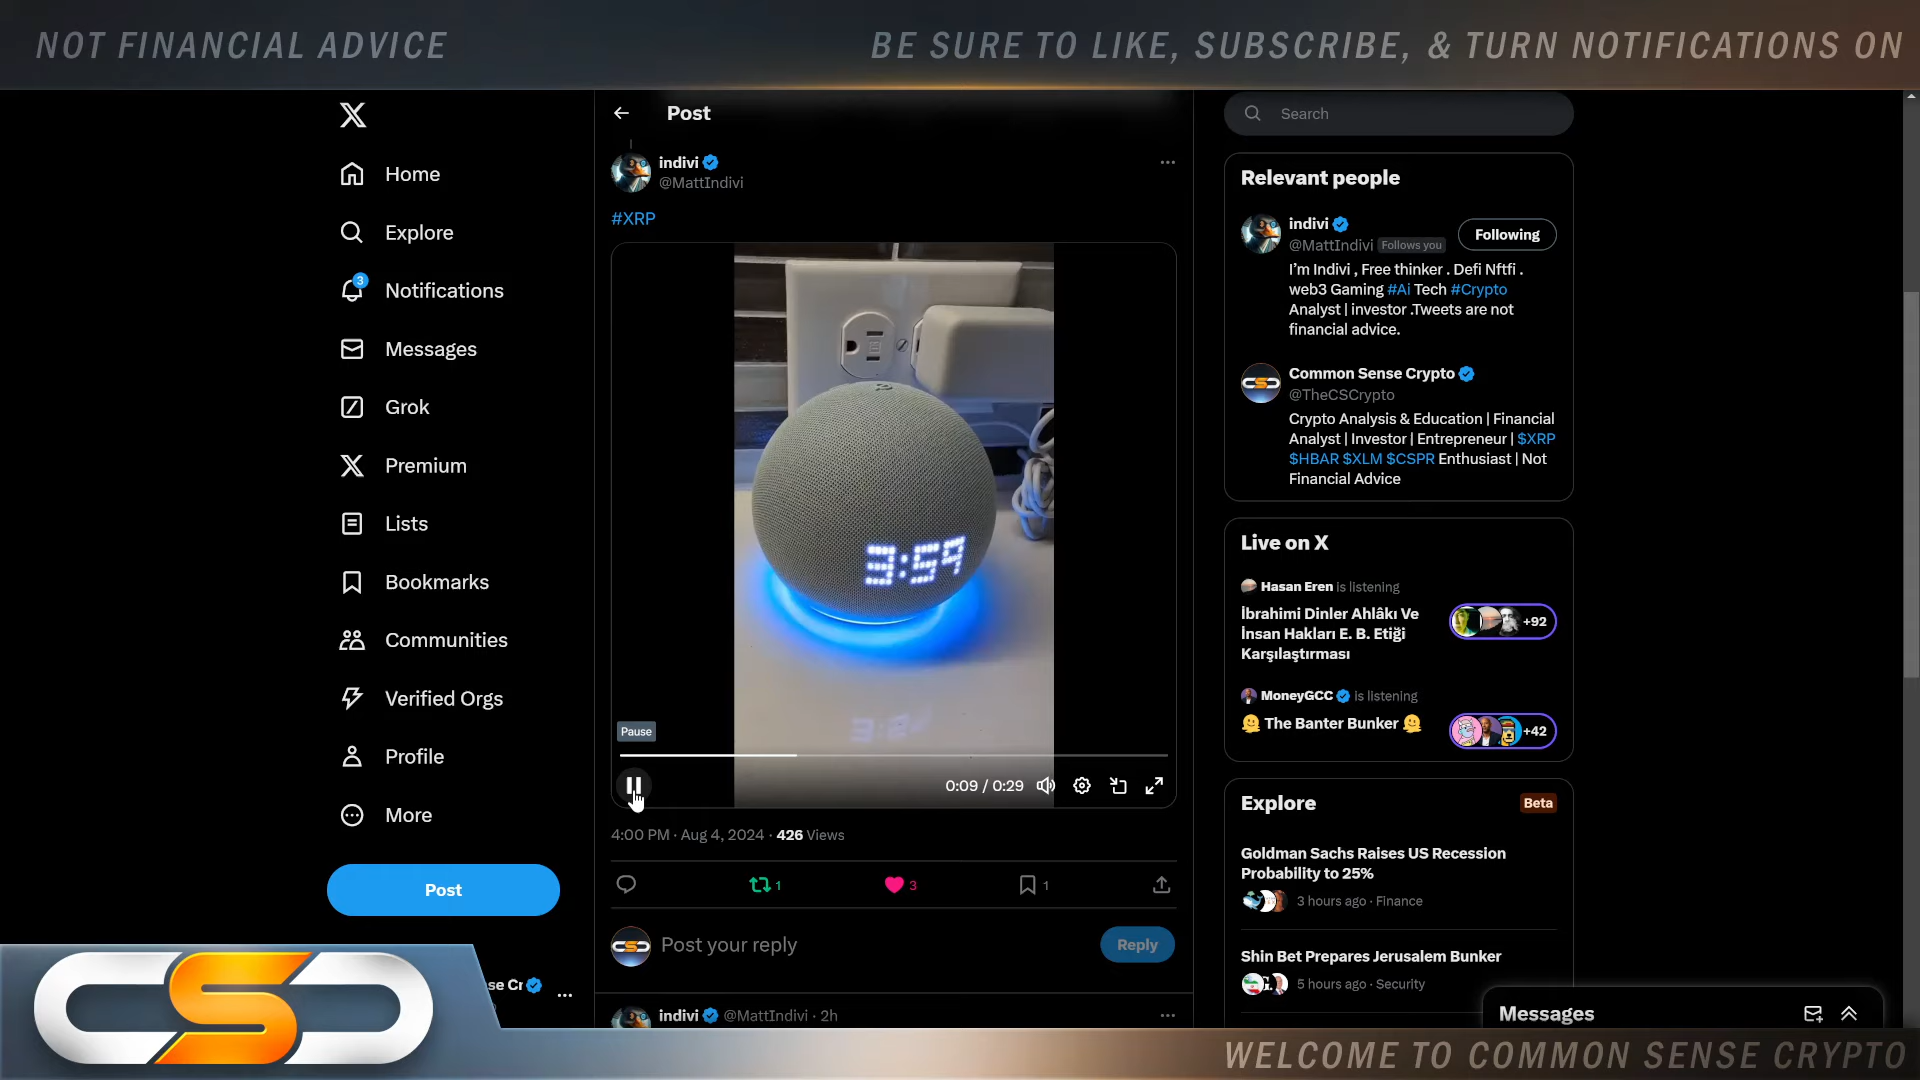 NOT FINANCIAL ADVICE
BE SURE TO LIKE, SUBSCRIBE, & TURN NOTIFICATIONS ON
Home
Explore
3
Notifications
Messages
Grok
Premium
Lists
Bookmarks
Communities
Verified Orgs
Profile
More
Post
se Cr
Post
indivi
@MattIndivi
#XRP
3:59
Pause
0:09 / 0:29
4:00 PM · Aug 4, 2024 · 426 Views
1
3
1
Post your reply
Reply
indivi @MattIndivi · 2h
Search
Relevant people
indivi
@MattIndivi Follows you
Following
I'm Indivi , Free thinker . Defi Nftfi .
web3 Gaming #Ai Tech #Crypto
Analyst | investor .Tweets are not
financial advice.
Common Sense Crypto
@TheCSCrypto
Crypto Analysis & Education | Financial
Analyst | Investor | Entrepreneur | $XRP
$HBAR $XLM $CSPR Enthusiast | Not
Financial Advice
Live on X
Hasan Eren is listening
İbrahimi Dinler Ahlâkı Ve
İnsan Hakları E. B. Etiği
Karşılaştırması
+92
MoneyGCC is listening
The Banter Bunker
+42
Explore
Beta
Goldman Sachs Raises US Recession
Probability to 25%
3 hours ago · Finance
Shin Bet Prepares Jerusalem Bunker
5 hours ago · Security
Messages
CSC
WELCOME TO COMMON SENSE CRYPTO